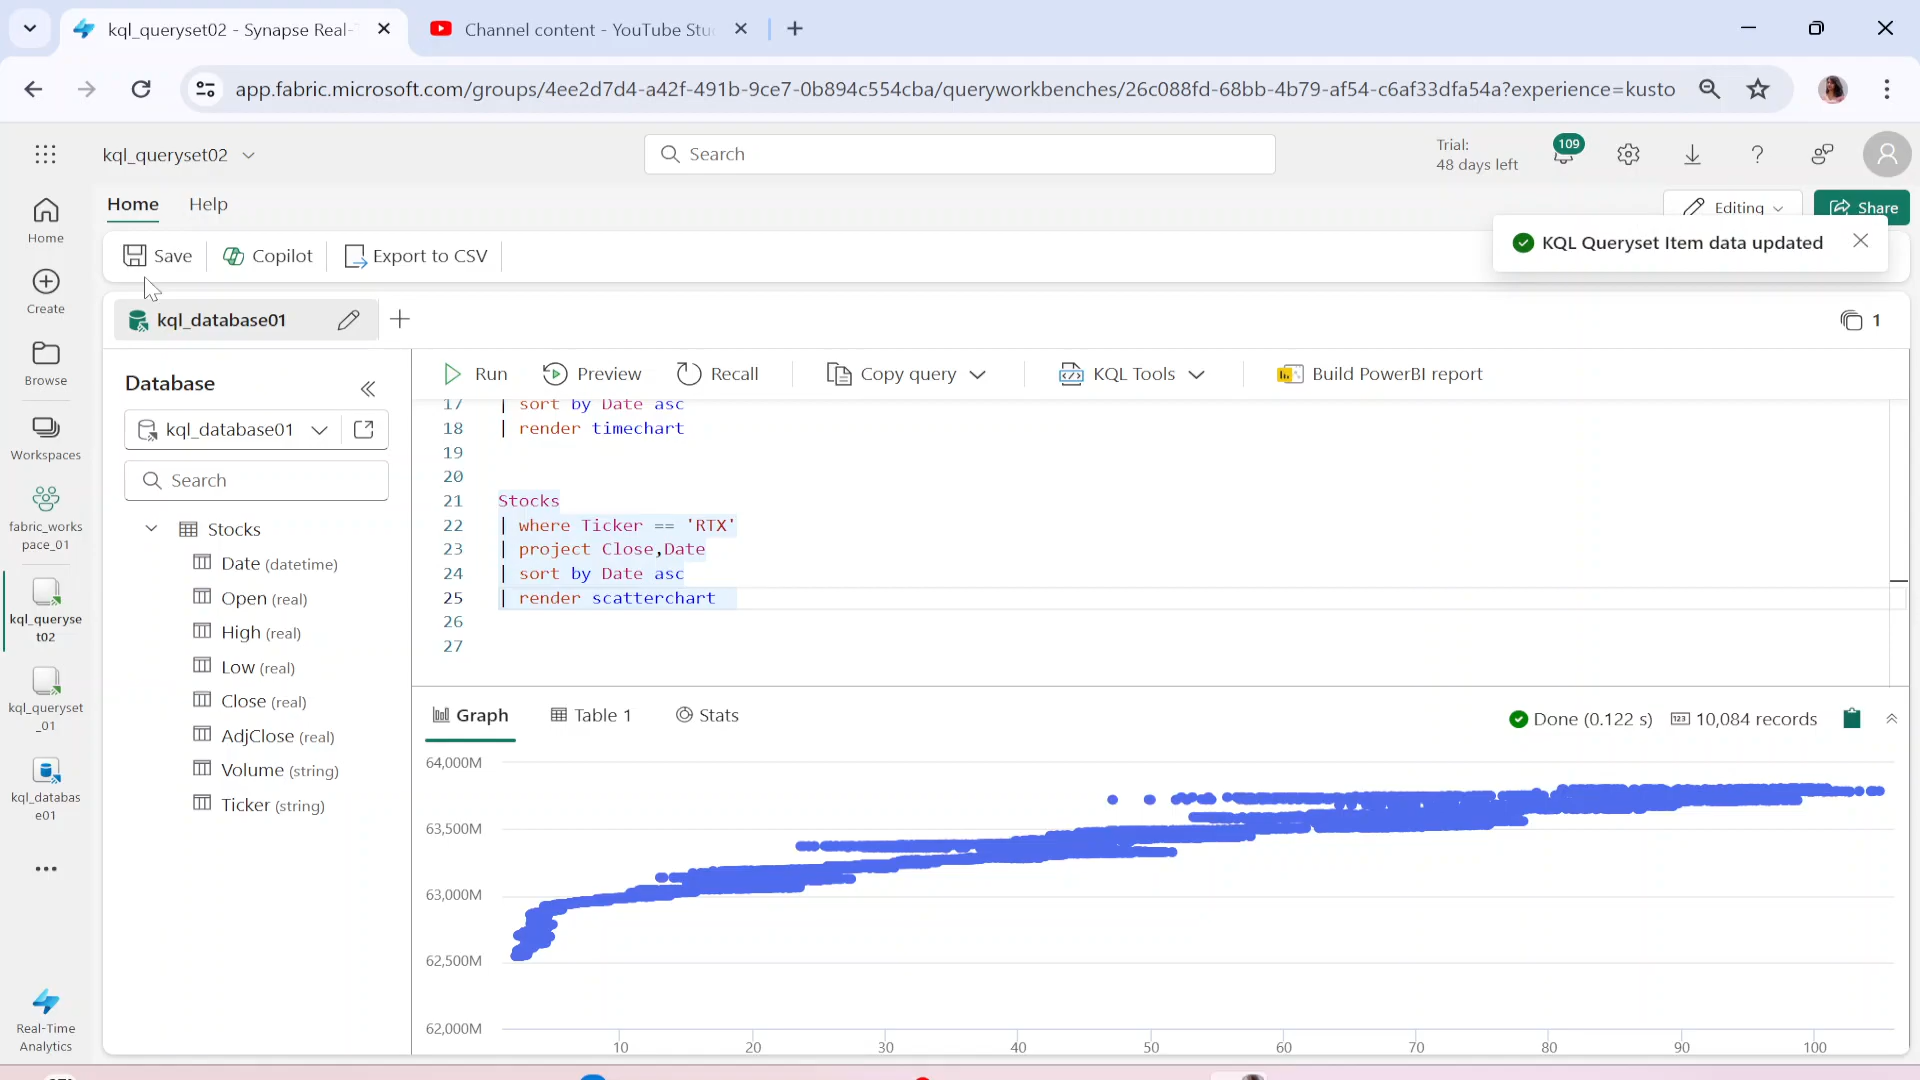 kql_queryset02 - Synapse Real-
Channel content - YouTube Stu
app.fabric.microsoft.com/groups/4ee2d7d4-a42f-491b-9ce7-0b894c554cba/queryworkbenches/26c088fd-68bb-4b79-af54-c6af33dfa54a?experience=kusto
kql_queryset02
Search
Trial:
48 days left
109
Home
Help
Editing
Share
Save
Copilot
Export to CSV
KQL Queryset Item data updated
Home
Create
Browse
Workspaces
fabric_works
pace_01
kql_queryse
t02
kql_queryset
_01
kql_databas
e01
Real-Time
Analytics
kql_database01
1
Database
kql_database01
Search
Stocks
Date (datetime)
Open (real)
High (real)
Low (real)
Close (real)
AdjClose (real)
Volume (string)
Ticker (string)
Run
Preview
Recall
Copy query
KQL Tools
Build PowerBI report
17 | sort by Date asc
18 | render timechart
19
20
21 Stocks
22 | where Ticker == 'RTX'
23 | project Close,Date
24 | sort by Date asc
25 | render scatterchart
26
27
Graph
Table 1
Stats
Done (0.122 s)
10,084 records
64,000M
63,500M
63,000M
62,500M
62,000M
10 20 30 40 50 60 70 80 90 100